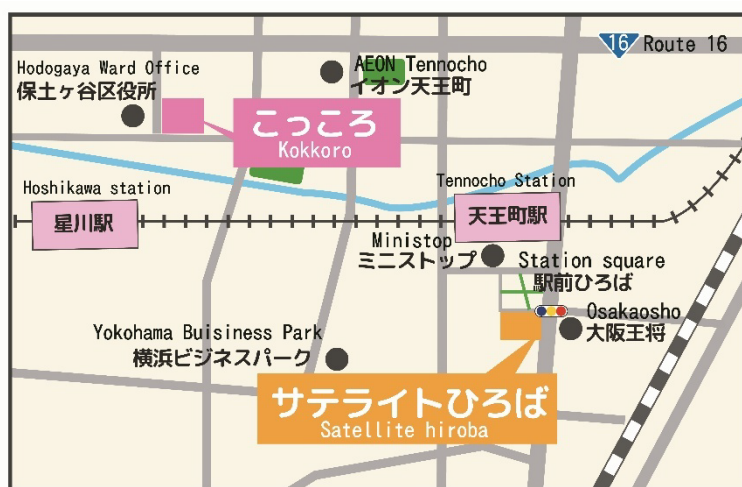 16 Route 16
Hodogaya Ward Office
保土ヶ谷区役所
AEON Tennocho
イオン天王町
こっころ
Kokkoro
Hoshikawa station
星川駅
Tennocho Station
天王町駅
Ministop
ミニストップ
Station square
駅前ひろば
Osakaosho
大阪王将
Yokohama Buisiness Park
横浜ビジネスパーク
サテライトひろば
Satellite hiroba